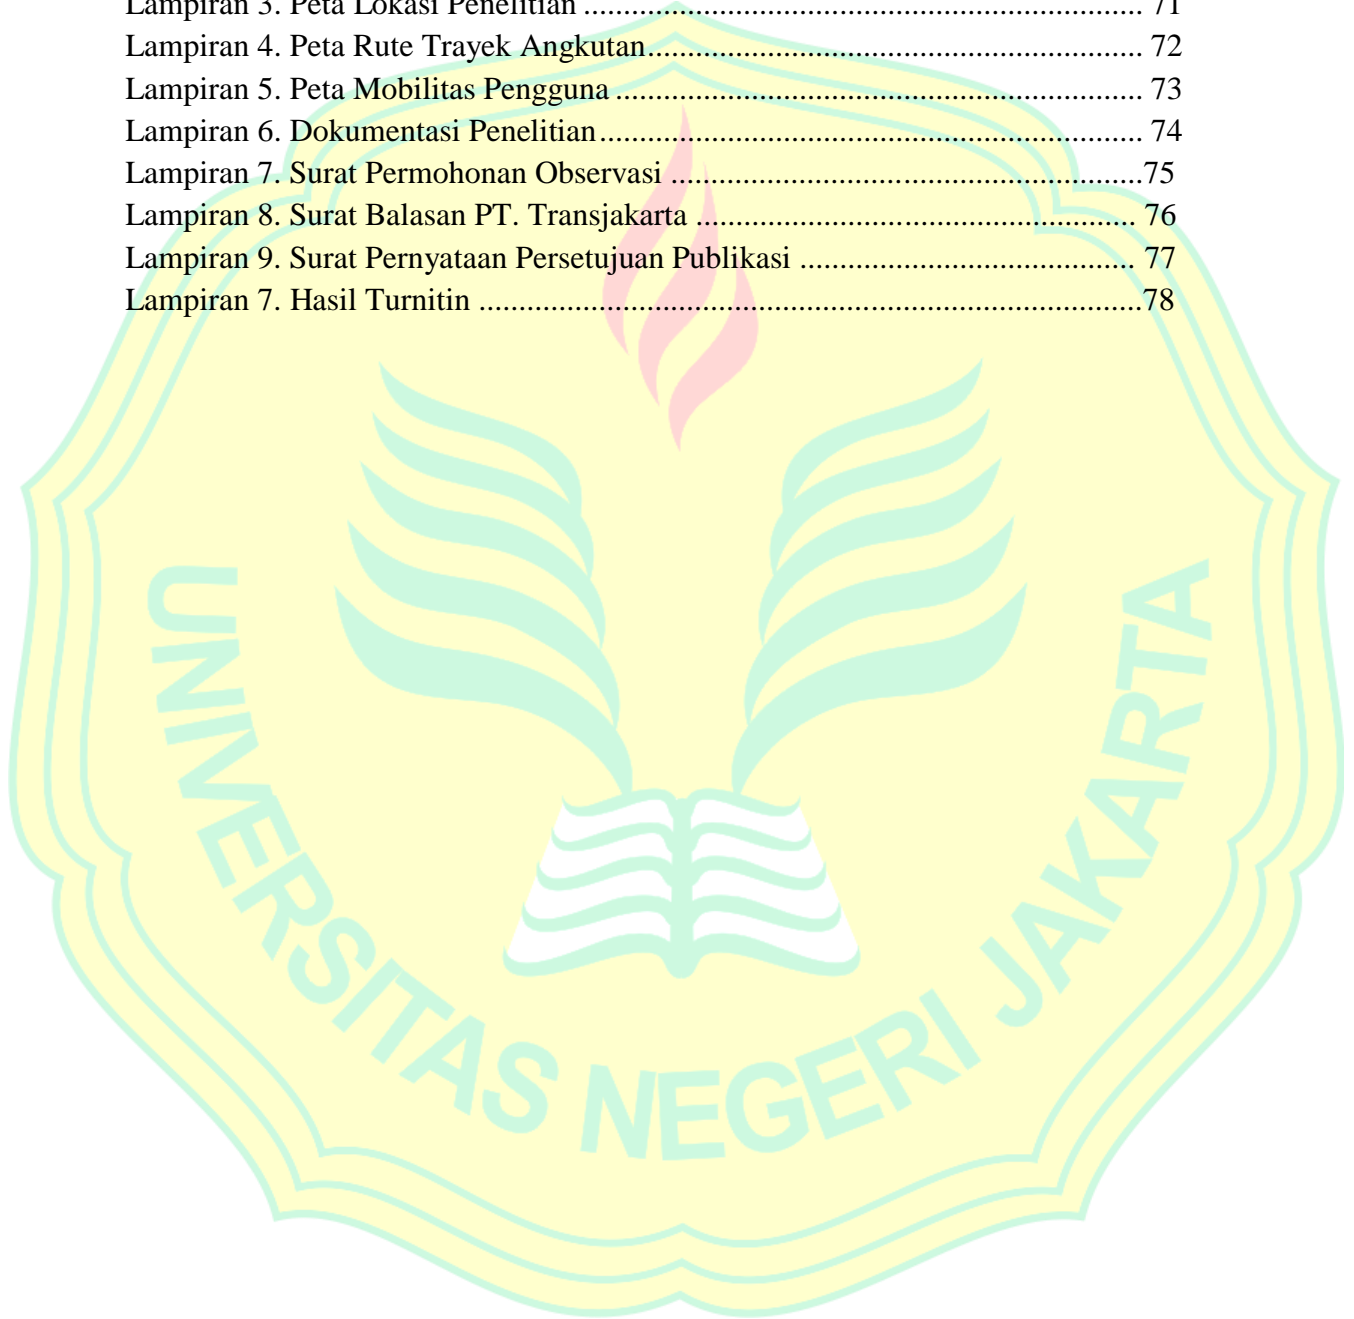 Lampiran 3. Peta Lokasi Penelitian ........................................................................ 71
Lampiran 4. Peta Rute Trayek Angkutan................................................................ 72
Lampiran 5. Peta Mobilitas Pengguna .................................................................... 73
Lampiran 6. Dokumentasi Penelitian...................................................................... 74
Lampiran 7. Surat Permohonan Observasi .............................................................75
Lampiran 8. Surat Balasan PT. Transjakarta ......................................................... 76
Lampiran 9. Surat Pernyataan Persetujuan Publikasi ........................................... 77
Lampiran 7. Hasil Turnitin .....................................................................................78
UNIVERSITAS NEGERI JAKARTA